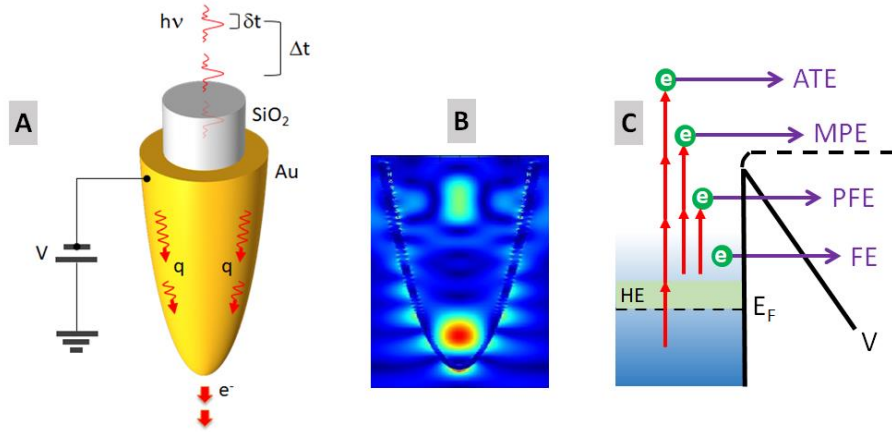 A
hν
δt
Δt
SiO2
Au
V
q
q
e-
B
C
ATE
MPE
PFE
FE
e
e
e
e
HE
EF
V